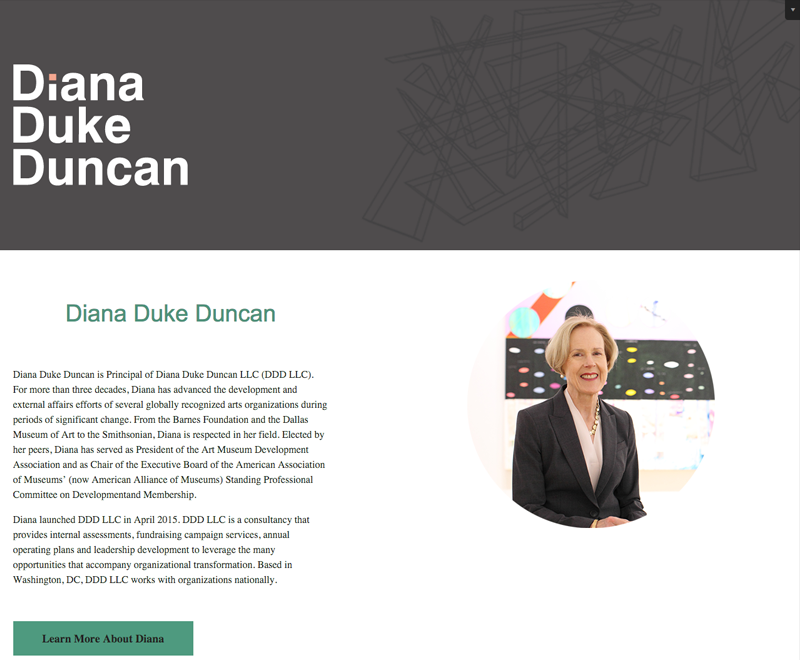 Diana
Duke
Duncan
Diana Duke Duncan
Diana Duke Duncan is Principal of Diana Duke Duncan LLC (DDD LLC).
For more than three decades, Diana has advanced the development and
external affairs efforts of several globally recognized arts organizations during
periods of significant change. From the Barnes Foundation and the Dallas
Museum of Art to the Smithsonian, Diana is respected in her field. Elected by
her peers, Diana has served as President of the Art Museum Development
Association and as Chair of the Executive Board of the American Association
of Museums’ (now American Alliance of Museums) Standing Professional
Committee on Developmentand Membership.
Diana launched DDD LLC in April 2015. DDD LLC is a consultancy that
provides internal assessments, fundraising campaign services, annual
operating plans and leadership development to leverage the many
opportunities that accompany organizational transformation. Based in
Washington, DC, DDD LLC works with organizations nationally.
Learn More About Diana